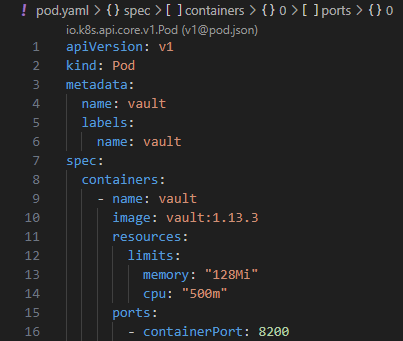 ! pod.yaml > {} spec > [ ] containers > {} 0 > [ ] ports > {} 0
io.k8s.api.core.v1.Pod (v1@pod.json)
1 apiVersion: v1
2 kind: Pod
3 metadata:
4   name: vault
5   labels:
6     name: vault
7 spec:
8   containers:
9     - name: vault
10       image: vault:1.13.3
11       resources:
12         limits:
13           memory: "128Mi"
14           cpu: "500m"
15       ports:
16         - containerPort: 8200